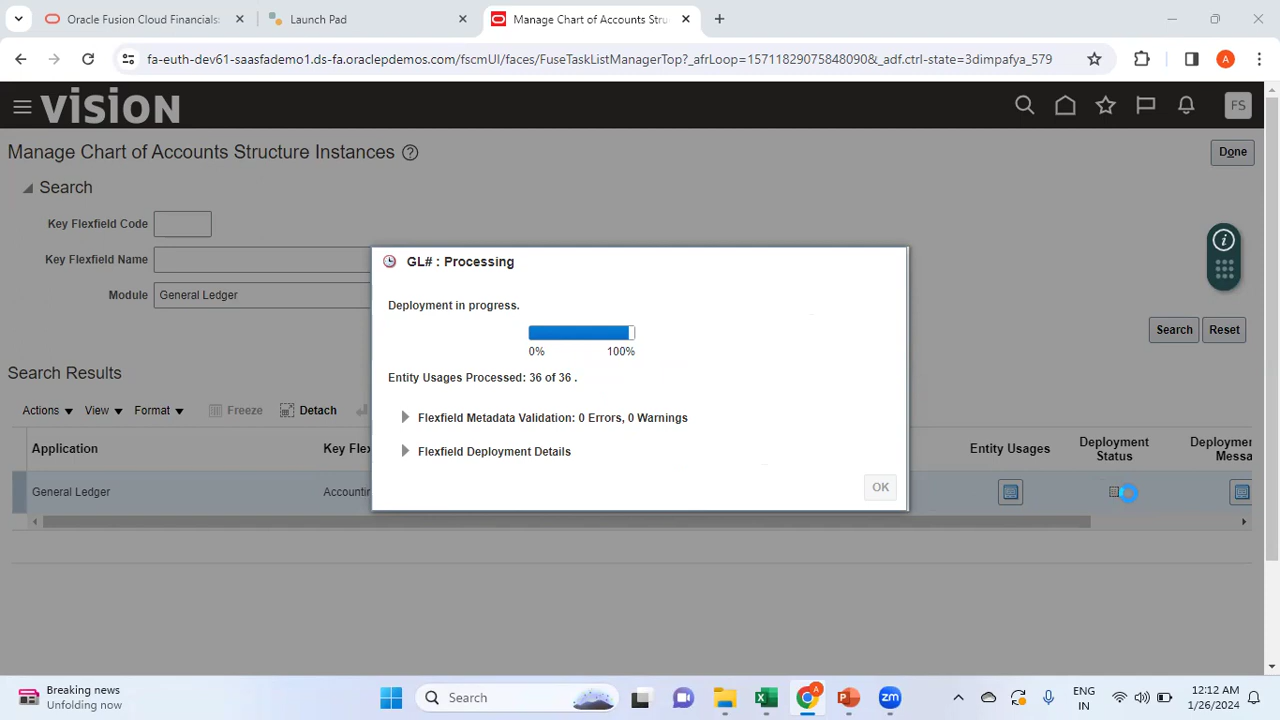 Oracle Fusion Cloud Financials:
Launch Pad
Manage Chart of Accounts Stru
fa-euth-dev61-saasfademo1.ds-fa.oraclepdemos.com/fscmUI/faces/FuseTaskListManagerTop?_afrLoop=157118290758480908&_adf.ctrl-state=3dimpafya_579
A
VISION
FS
Manage Chart of Accounts Structure Instances ?
Done
Search
Key Flexfield Code
Key Flexfield Name
Module General Ledger
Search Reset
Search Results
Actions View Format Freeze Detach
Application Key Flex Entity Usages Deployment Status Deployment Messa
General Ledger Accountin
GL# : Processing
Deployment in progress.
0% 100%
Entity Usages Processed: 36 of 36 .
Flexfield Metadata Validation: 0 Errors, 0 Warnings
Flexfield Deployment Details
OK
Breaking news
Unfolding now
Search
ENG
IN
12:12 AM
1/26/2024